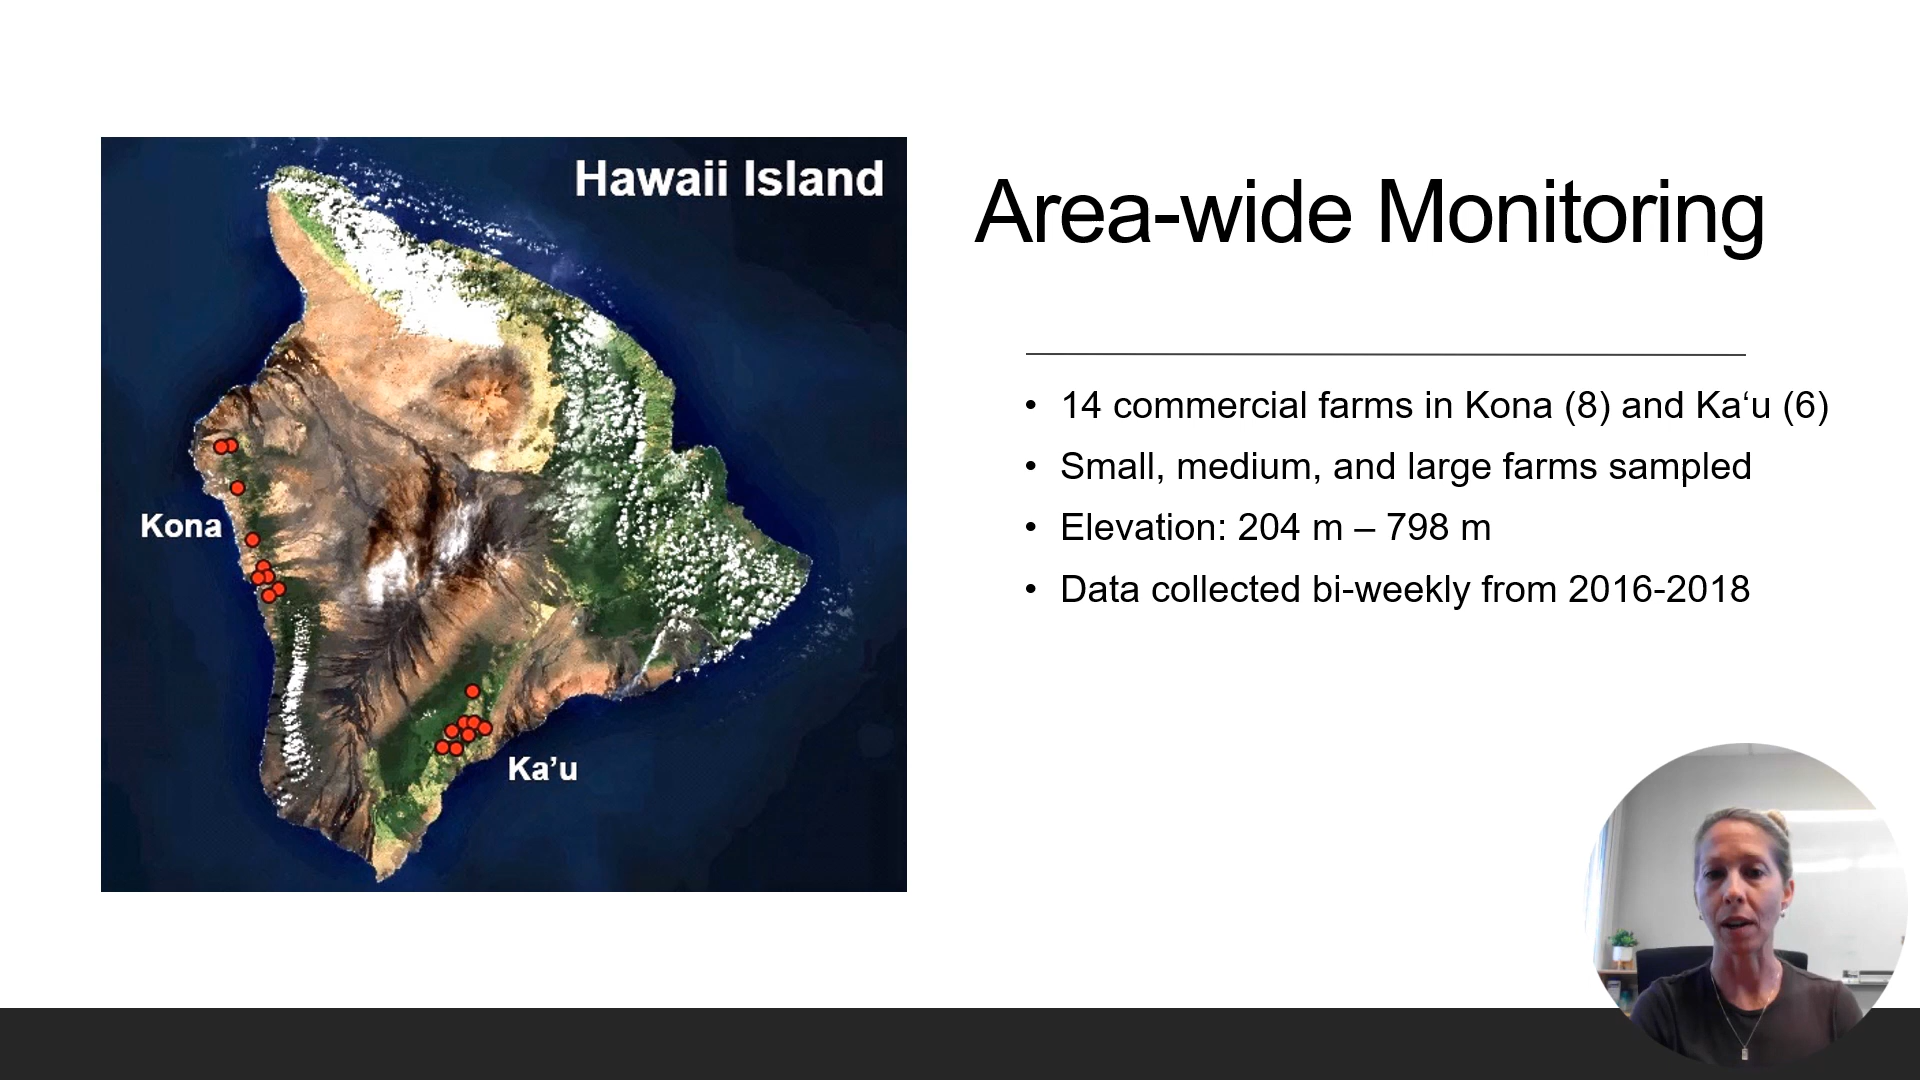 Hawaii Island
Kona
Ka’u
Area-wide Monitoring
• 14 commercial farms in Kona (8) and Ka‘u (6)
• Small, medium, and large farms sampled
• Elevation: 204 m – 798 m
• Data collected bi-weekly from 2016-2018